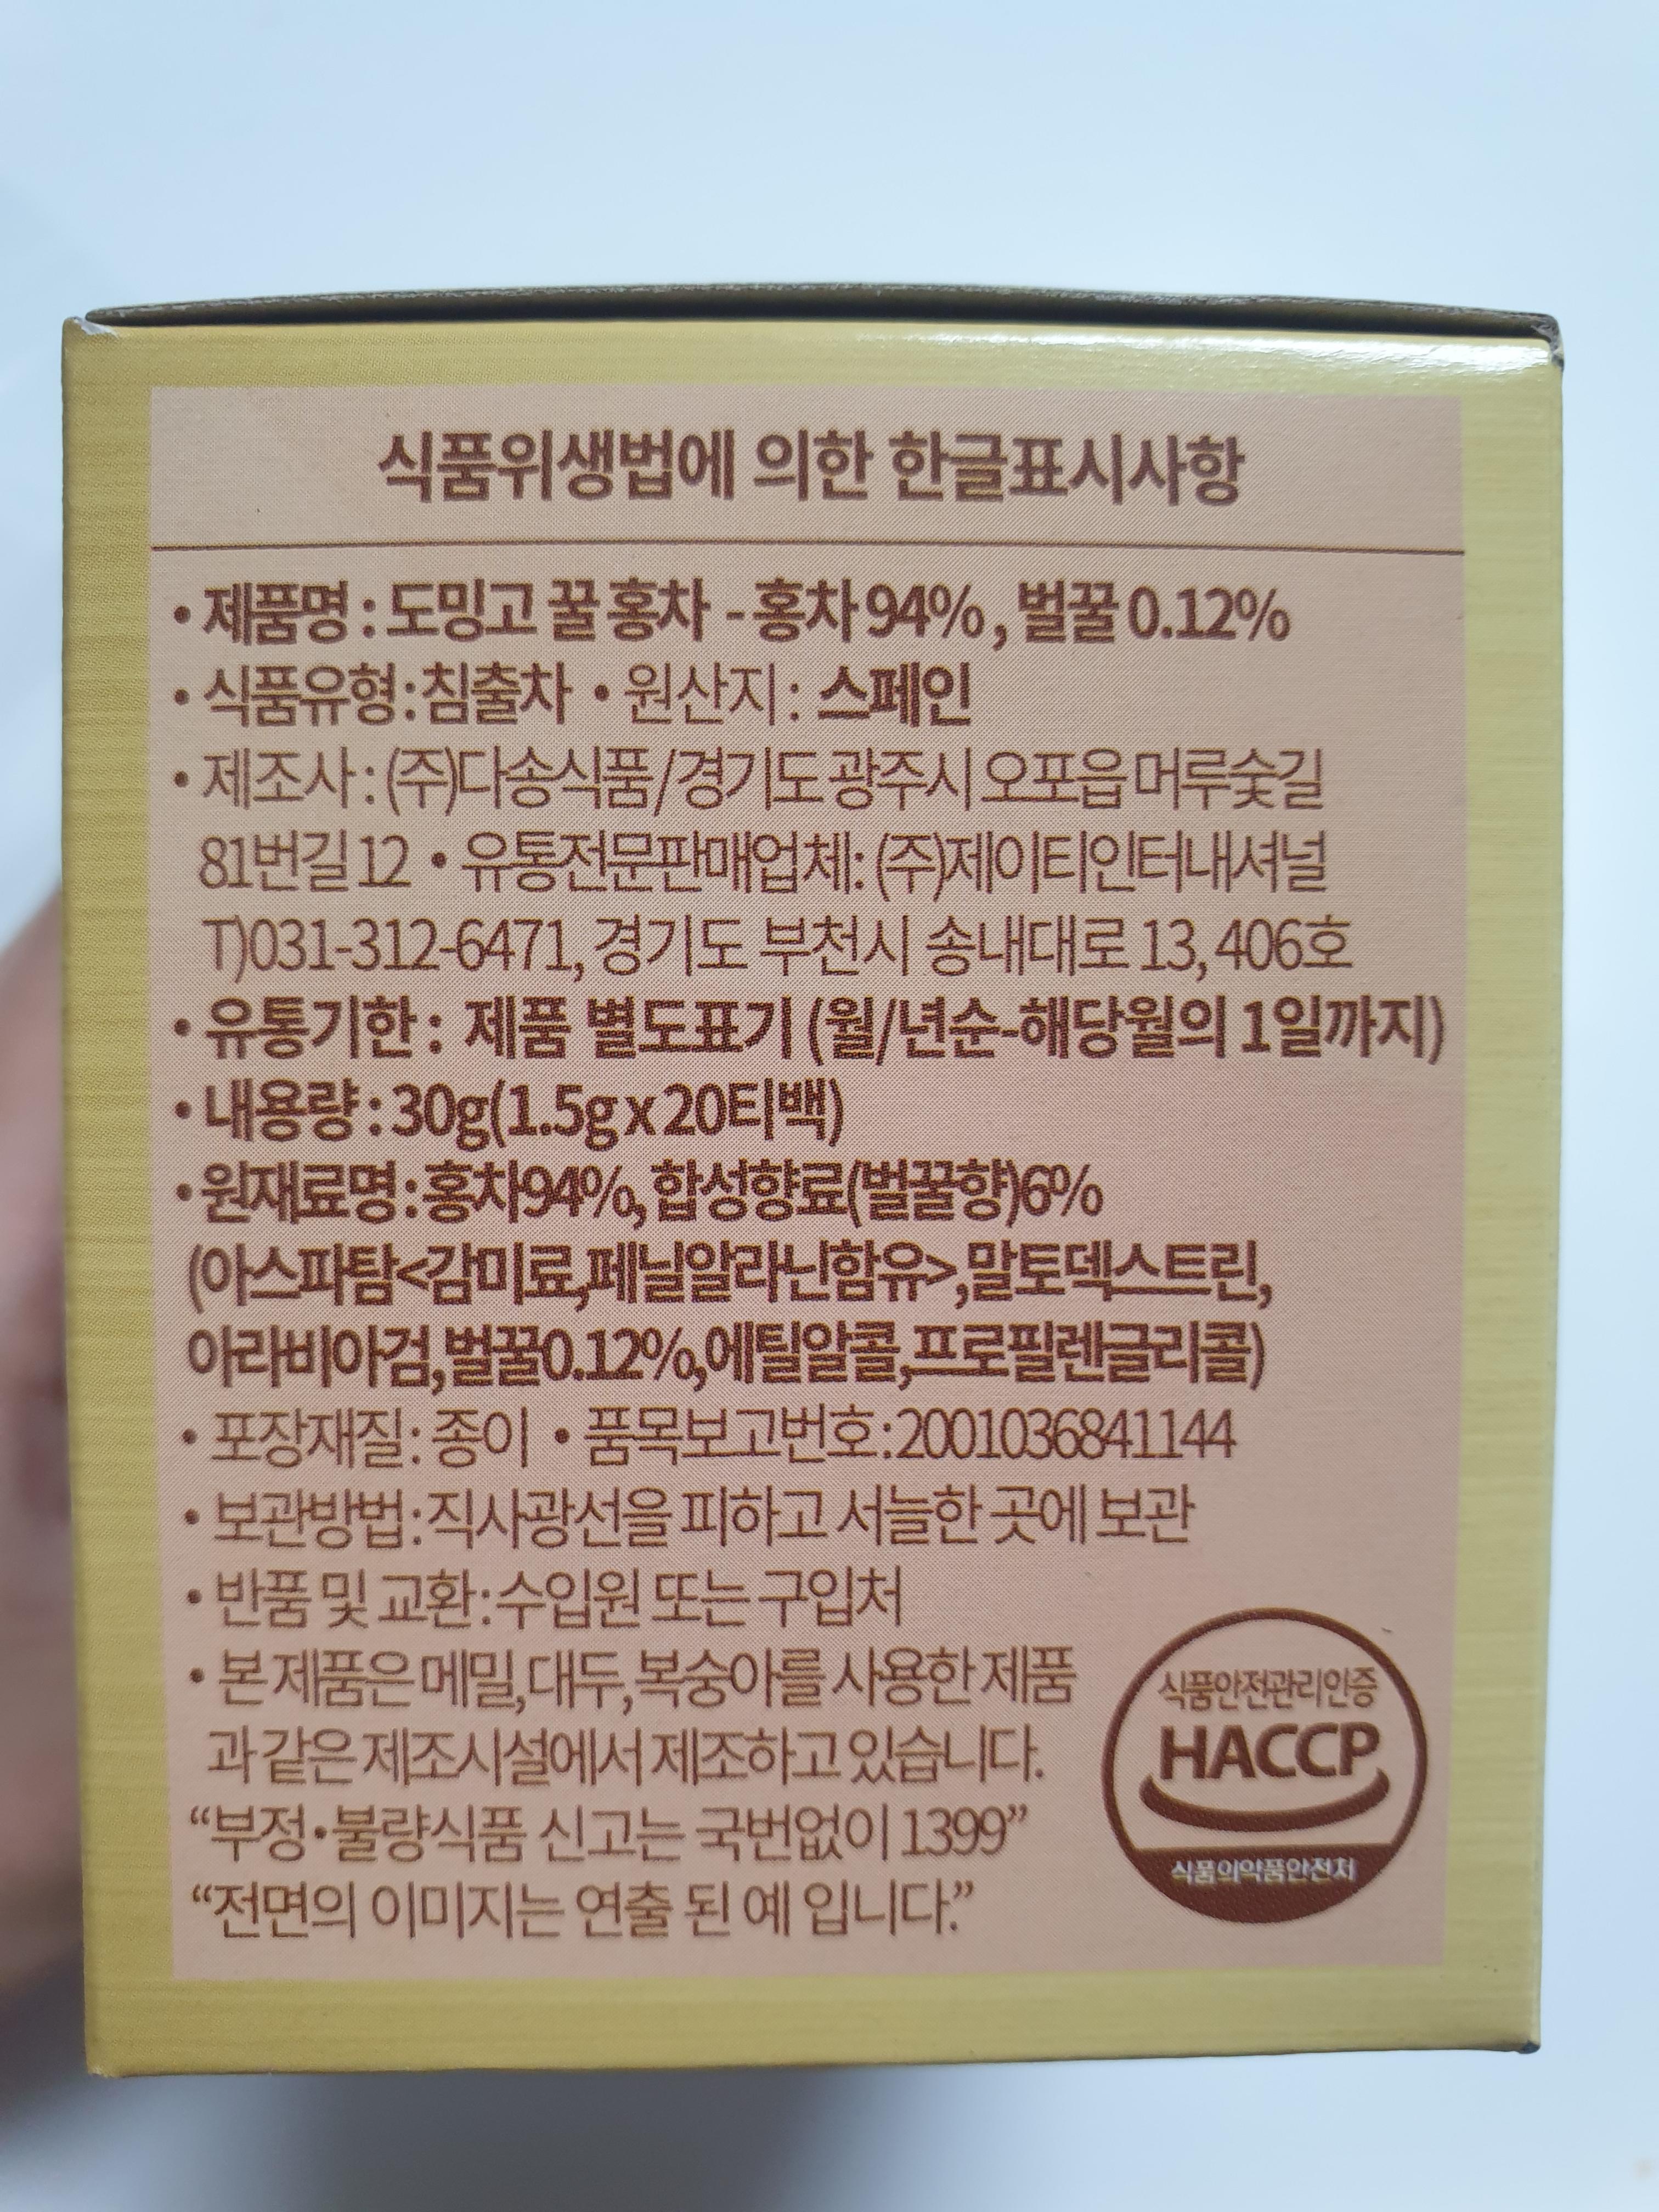 식품위생법에 의한 한글표시사항
• 제품명 : 도밍고 꿀 홍차 - 홍차 94%, 벌꿀 0.12%
• 식품유형 : 침출차 • 원산지 : 스페인
• 제조사 : (주)다송식품/경기도 광주시 오포읍 머루숯길
81번길 12 • 유통전문판매업체: (주)제이티인터내셔널
T)031-312-6471, 경기도 부천시 송내대로 13, 406호
• 유통기한 : 제품 별도표기 (월/년순-해당월의 1일까지)
• 내용량 : 30g(1.5g x 20티백)
• 원재료명 : 홍차94%, 합성향료(벌꿀향)6%
(아스파탐<감미료,페닐알라닌함유>,말토덱스트린,
아라비아검,벌꿀0.12%,에틸알콜,프로필렌글리콜)
• 포장재질 : 종이 • 품목보고번호 : 2001036841144
• 보관방법 : 직사광선을 피하고 서늘한 곳에 보관
• 반품 및 교환 : 수입원 또는 구입처
• 본 제품은 메밀, 대두, 복숭아를 사용한 제품
과 같은 제조시설에서 제조하고 있습니다.
“부정•불량식품 신고는 국번없이 1399”
“전면의 이미지는 연출 된 예 입니다.”
식품안전관리인증
HACCP
식품의약품안전처